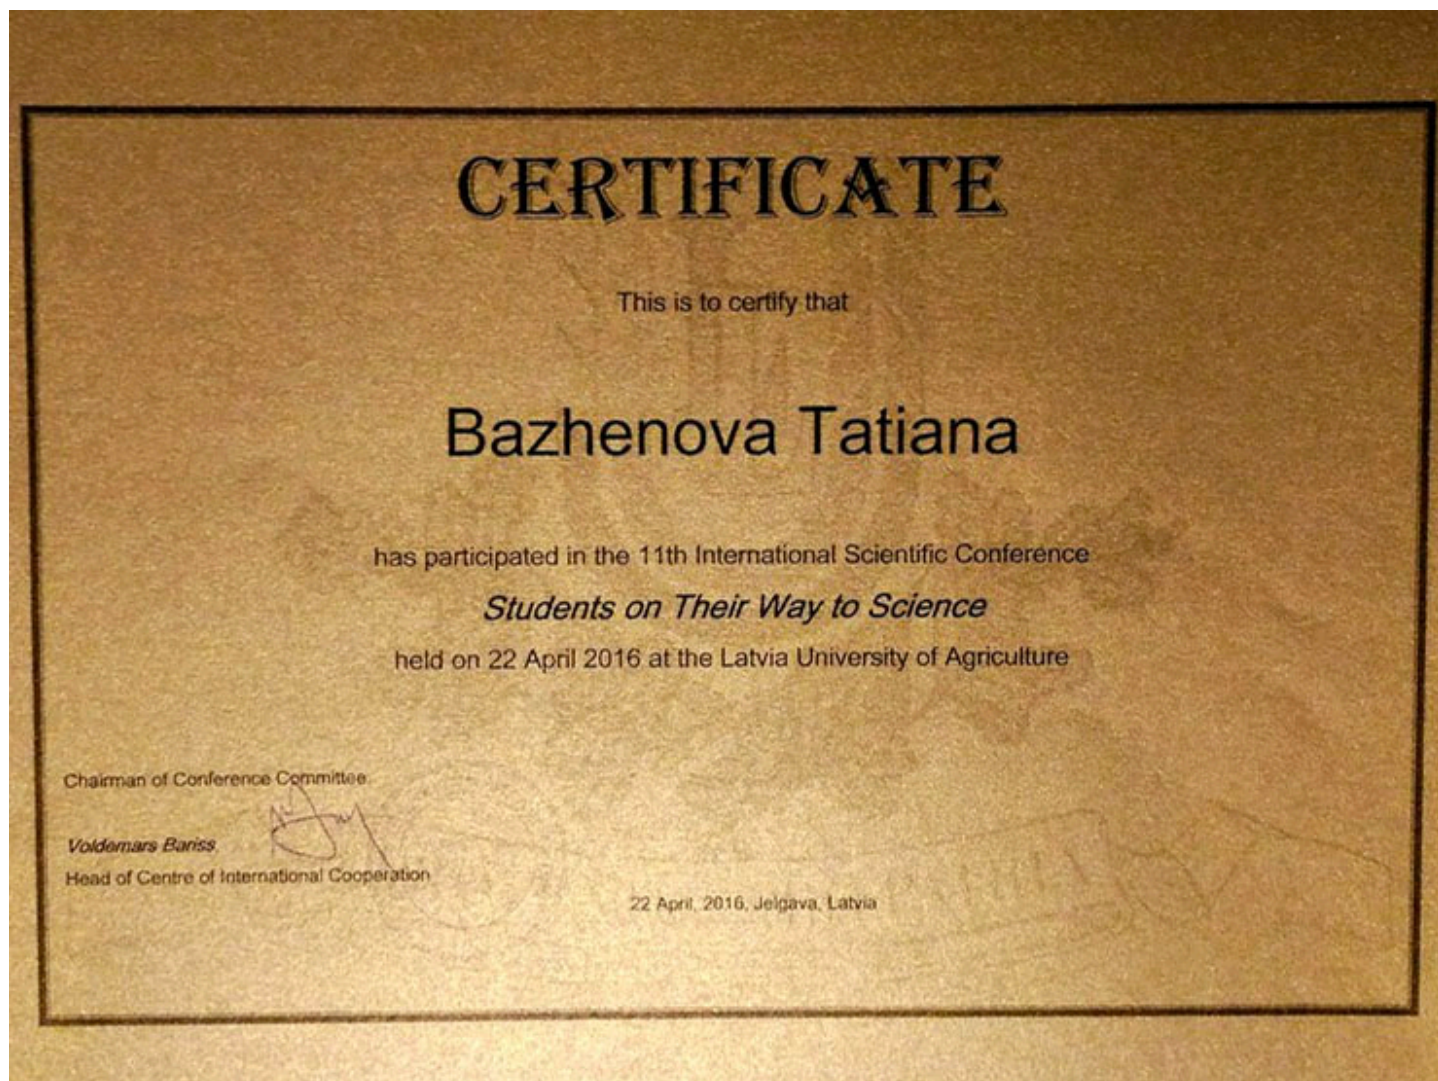 CERTIFICATE
This is to certify that
Bazhenova Tatiana
has participated in the 11th International Scientific Conference
Students on Their Way to Science
held on 22 April 2016 at the Latvia University of Agriculture
Chairman of Conference Committee
Voldemars Bariss
Head of Centre of International Cooperation
22 April, 2016, Jelgava, Latvia